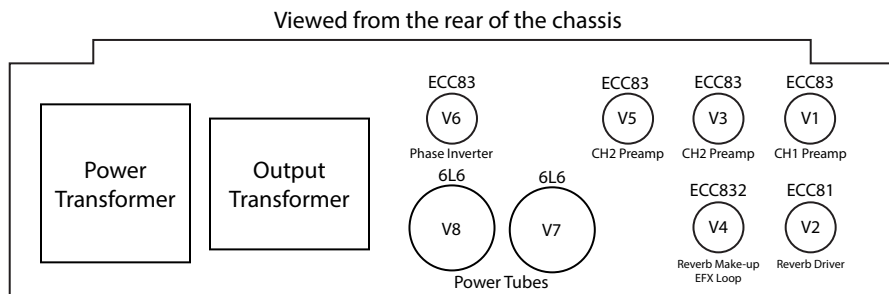 Viewed from the rear of the chassis
ECC83
ECC83
ECC83
ECC83
V6
V5
V3
V1
Phase Inverter
CH2 Preamp
CH2 Preamp
CH1 Preamp
Power
Transformer
Output
Transformer
6L6
6L6
ECC832
ECC81
V8
V7
V4
V2
Reverb Make-up
EFX Loop
Reverb Driver
Power Tubes